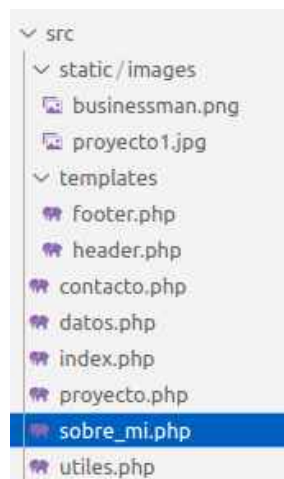 src
static/images
businessman.png
proyecto1.jpg
templates
footer.php
header.php
contacto.php
datos.php
index.php
proyecto.php
sobre_mi.php
utiles.php